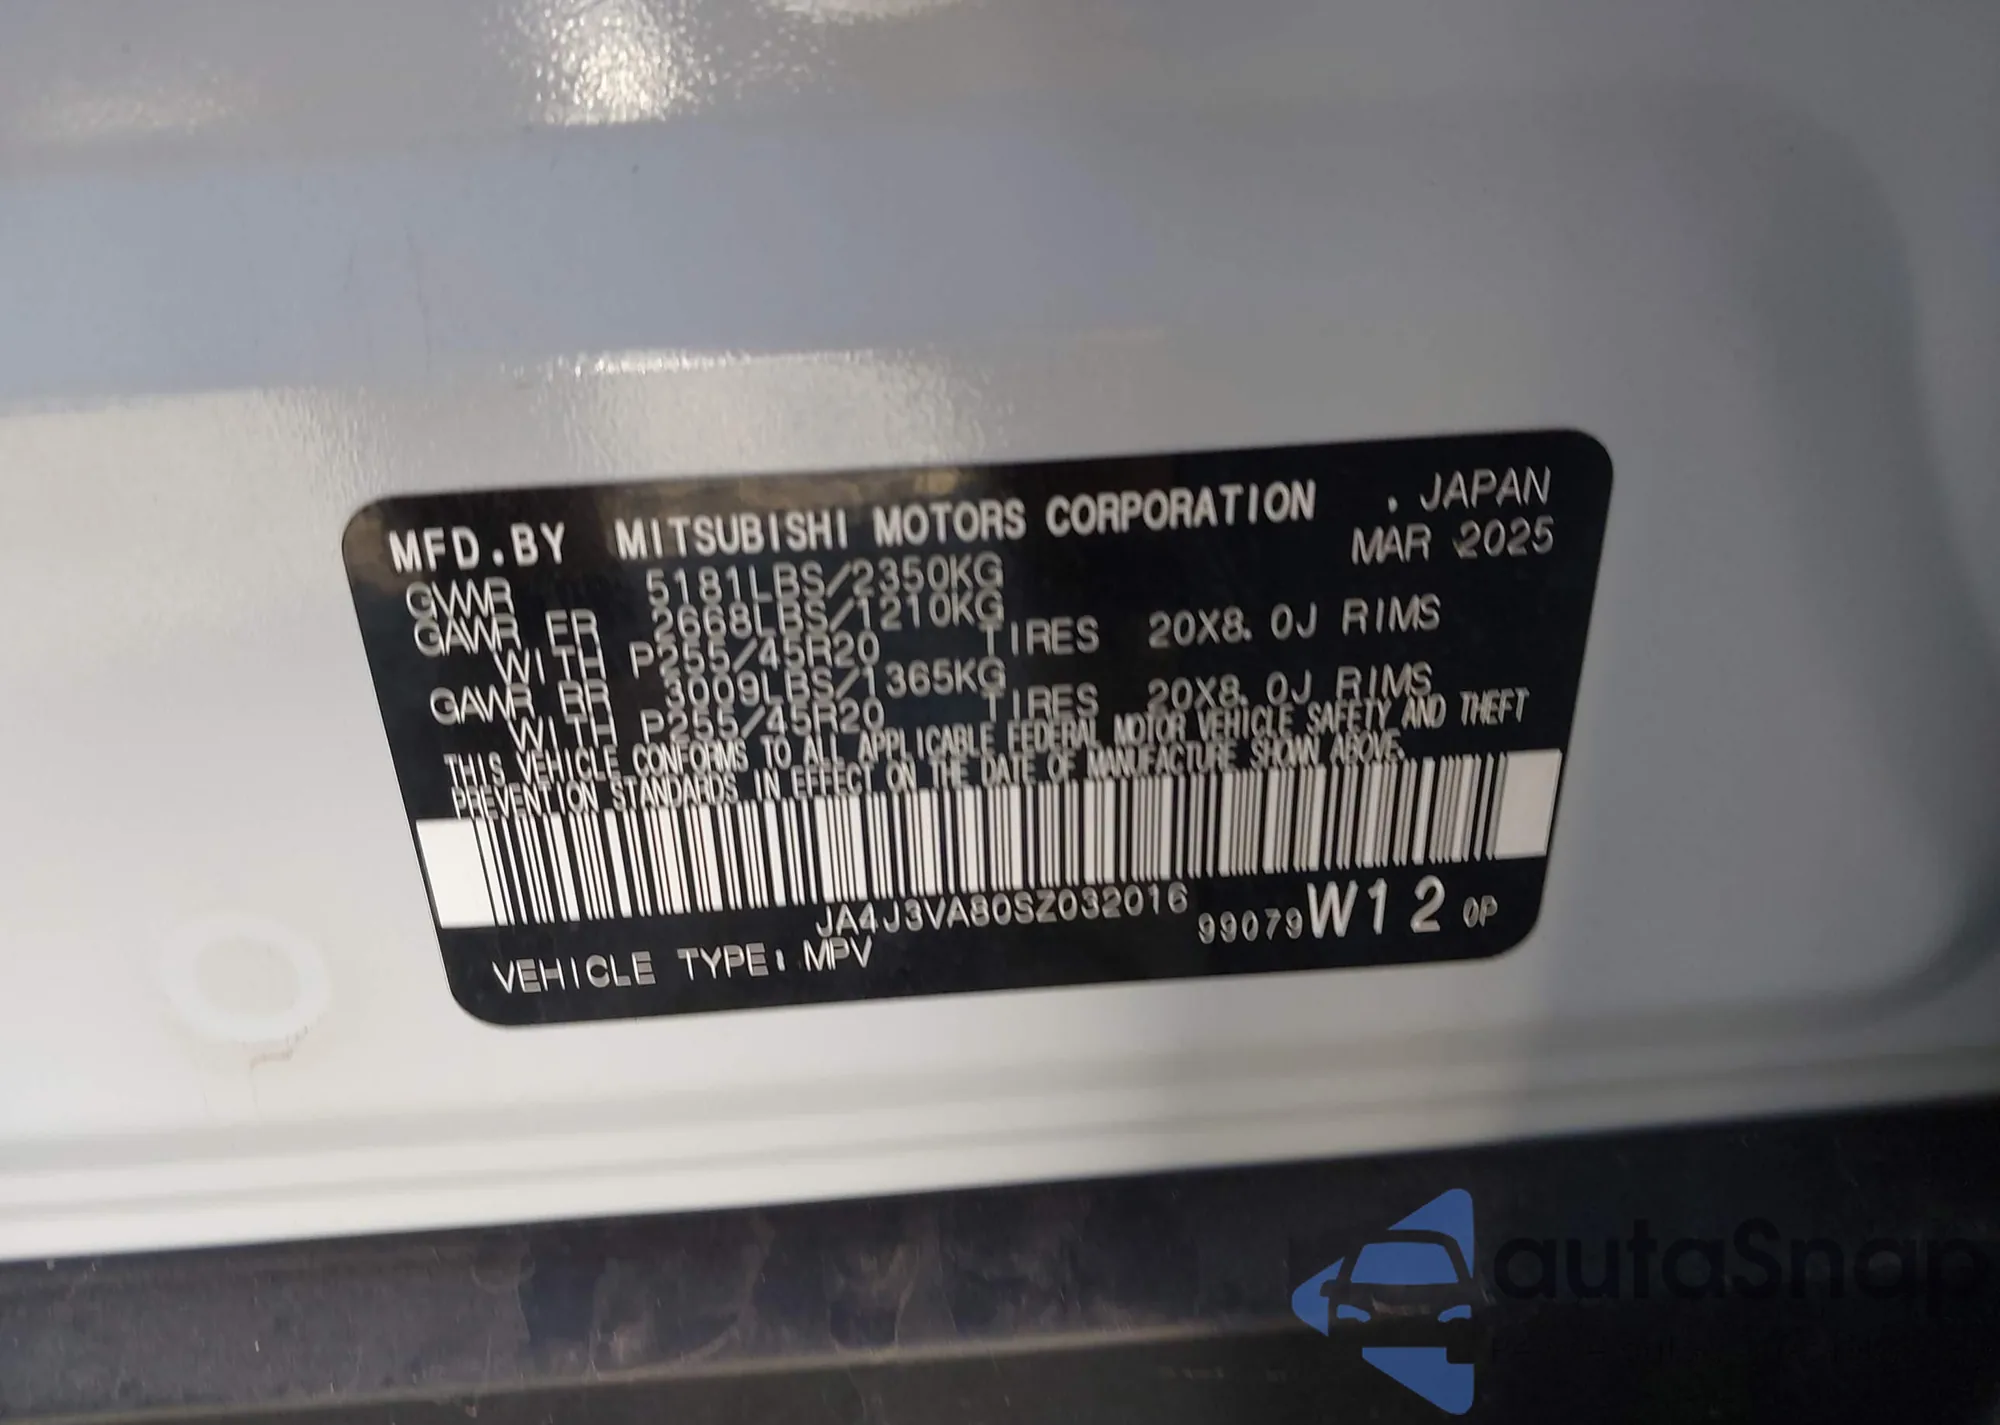 MFD.BY MITSUBISHI MOTORS CORPORATION . JAPAN
MAR 2025
GVWR 5181LBS/2350KG
GAWR FR 2668LBS/1210KG
WITH P255/45R20 TIRES 20X8.0J RIMS
GAWR RR 3009LBS/1365KG
WITH P255/45R20 TIRES 20X8.0J RIMS
THIS VEHICLE CONFORMS TO ALL APPLICABLE FEDERAL MOTOR VEHICLE SAFETY AND THEFT
PREVENTION STANDARDS IN EFFECT ON THE DATE OF MANUFACTURE SHOWN ABOVE.
JA4J3VA80SZ032016
99079 W12 0P
VEHICLE TYPE: MPV
autaSnap